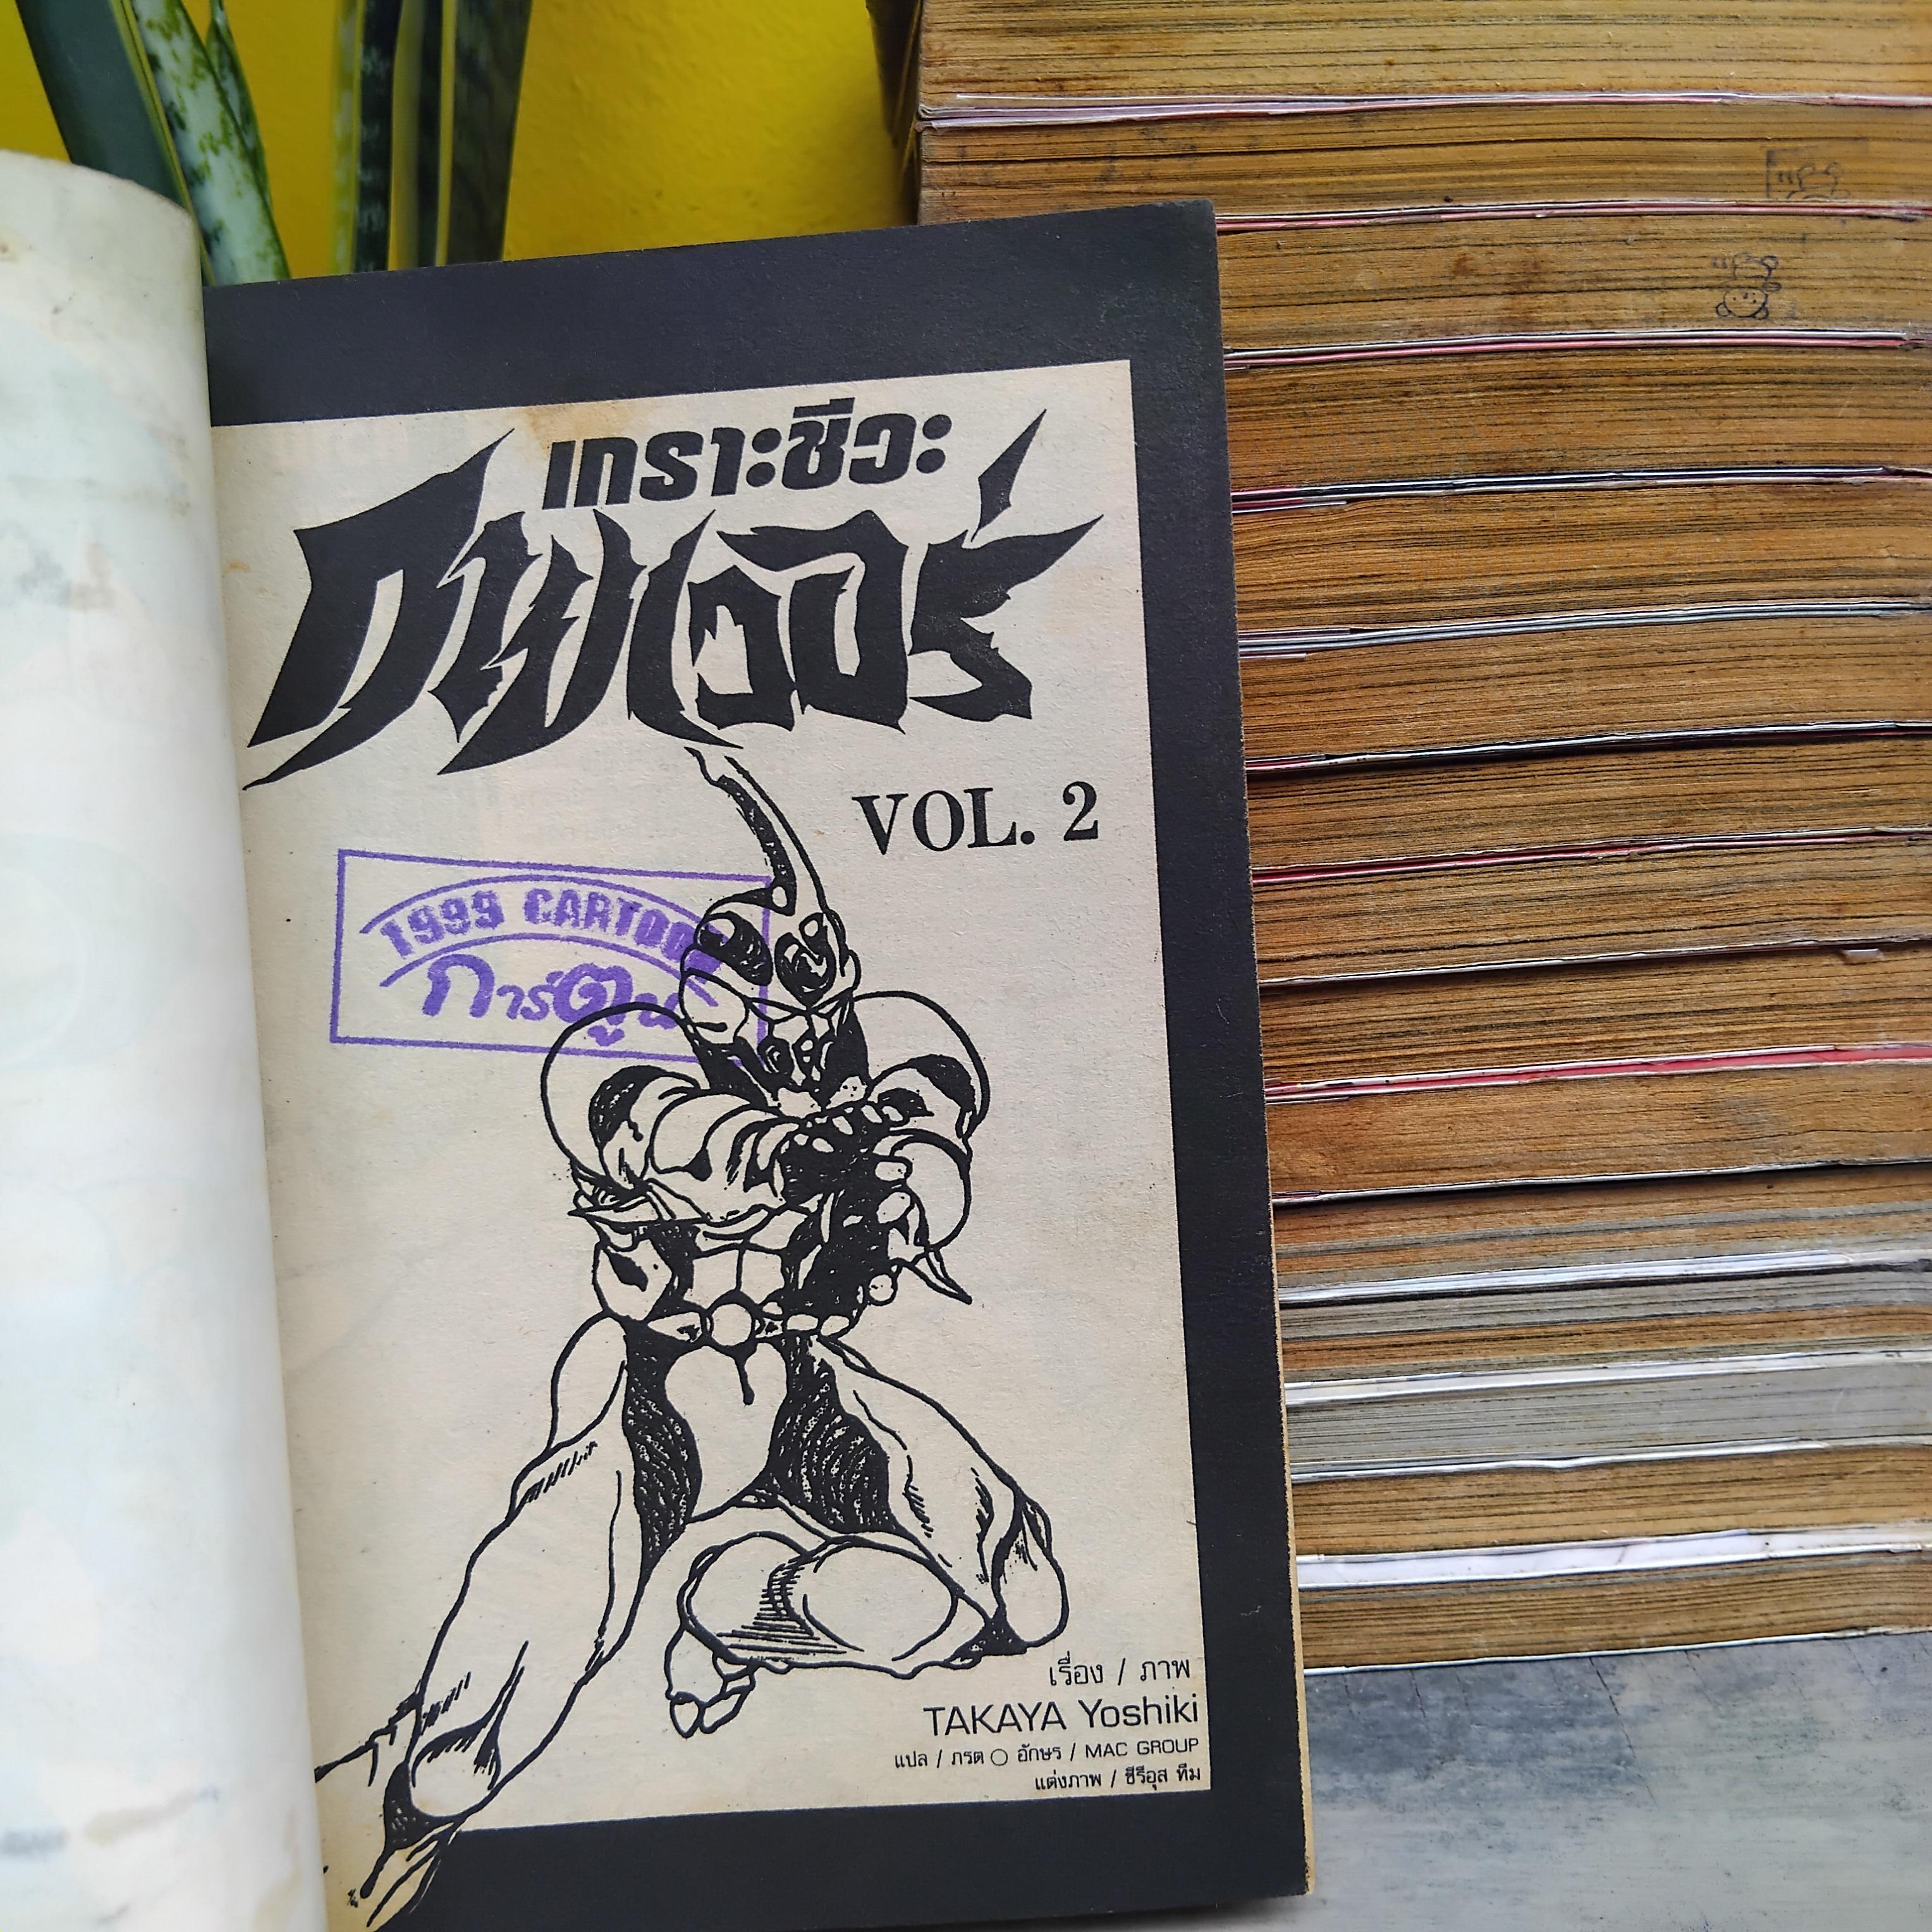 เกราะชีวะ
กายเวอร์
VOL. 2
1999 CARTOON
การ์ตูน
เรื่อง / ภาพ
TAKAYA Yoshiki
แปล / ภรต ○ อักษร / MAC GROUP
แต่งภาพ / ซีรีอุส ทีม